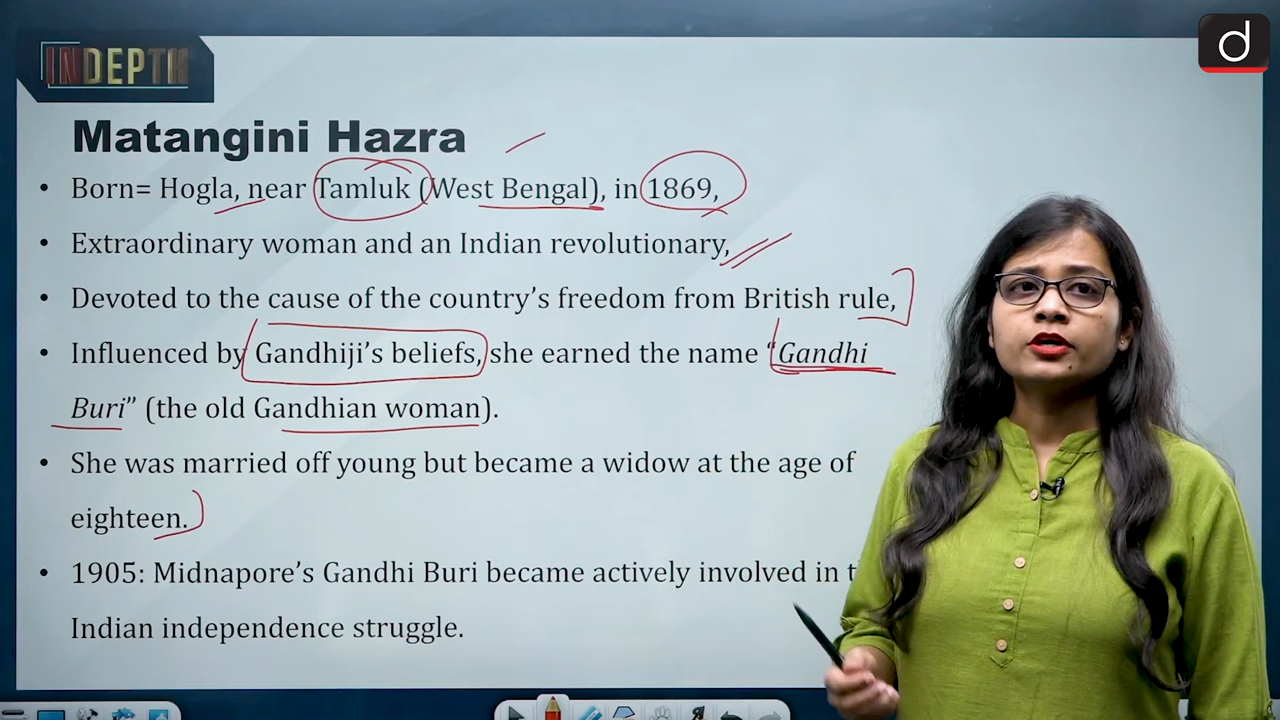 INDEPTH
d
Matangini Hazra
• Born= Hogla, near Tamluk (West Bengal), in 1869,
• Extraordinary woman and an Indian revolutionary,
• Devoted to the cause of the country’s freedom from British rule,
• Influenced by Gandhiji’s beliefs, she earned the name “Gandhi
Buri” (the old Gandhian woman).
• She was married off young but became a widow at the age of
eighteen.
• 1905: Midnapore’s Gandhi Buri became actively involved in
Indian independence struggle.